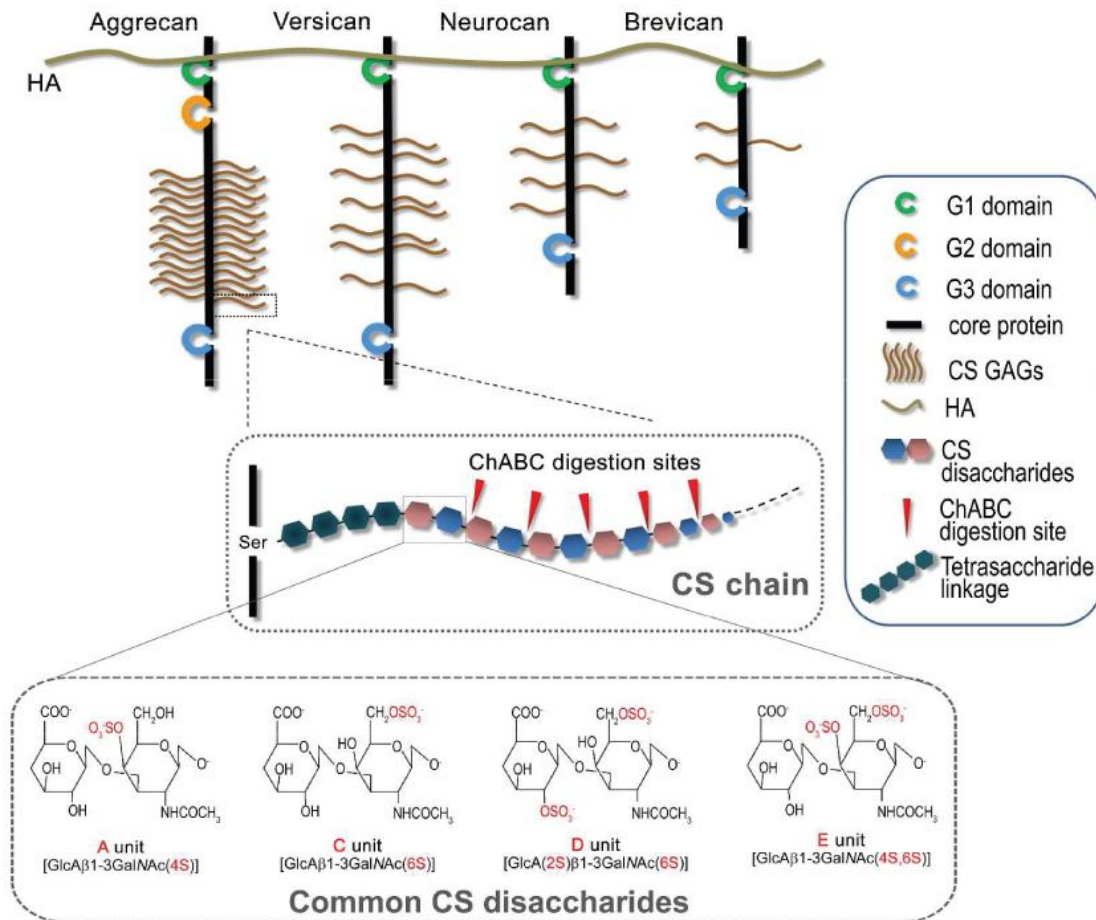 Aggrecan Versican Neurocan Brevican
HA
G1 domain
G2 domain
G3 domain
core protein
CS GAGs
HA
CS
disaccharides
ChABC
digestion site
Tetrasaccharide
linkage
ChABC digestion sites
Ser
CS chain
COO⁻ O₃⁻SO CH₂OH
OH O O⁻
OH NHCOCH₃
A unit
[GlcAβ1-3GalNAc(4S)]
COO⁻ CH₂OSO₃⁻
HO
OH O O⁻
OH NHCOCH₃
C unit
[GlcAβ1-3GalNAc(6S)]
COO⁻ CH₂OSO₃⁻
HO
OH O O⁻
OSO₃⁻ NHCOCH₃
D unit
[GlcA(2S)β1-3GalNAc(6S)]
COO⁻ O₃⁻SO CH₂OSO₃⁻
OH O O⁻
OH NHCOCH₃
E unit
[GlcAβ1-3GalNAc(4S,6S)]
Common CS disaccharides